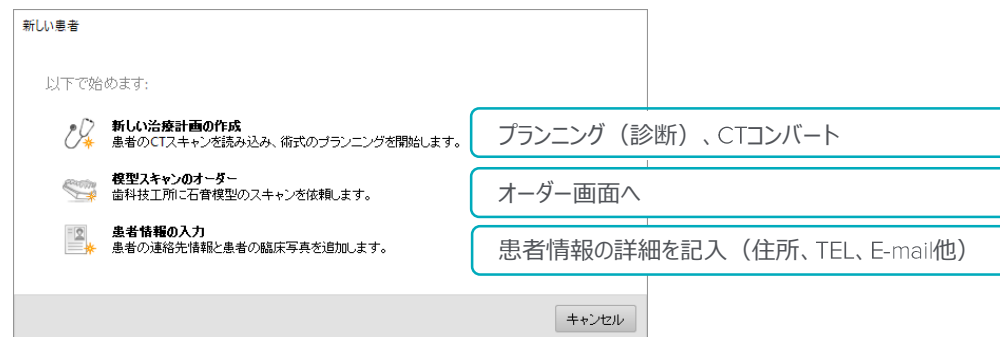 新しい患者
以下で始めます:
新しい治療計画の作成
患者のCTスキャンを読み込み、術式のプランニングを開始します。
プランニング（診断）、CTコンバート
模型スキャンのオーダー
歯科技工所に石膏模型のスキャンを依頼します。
オーダー画面へ
患者情報の入力
患者の連絡先情報と患者の臨床写真を追加します。
患者情報の詳細を記入（住所、TEL、E-mail他）
キャンセル